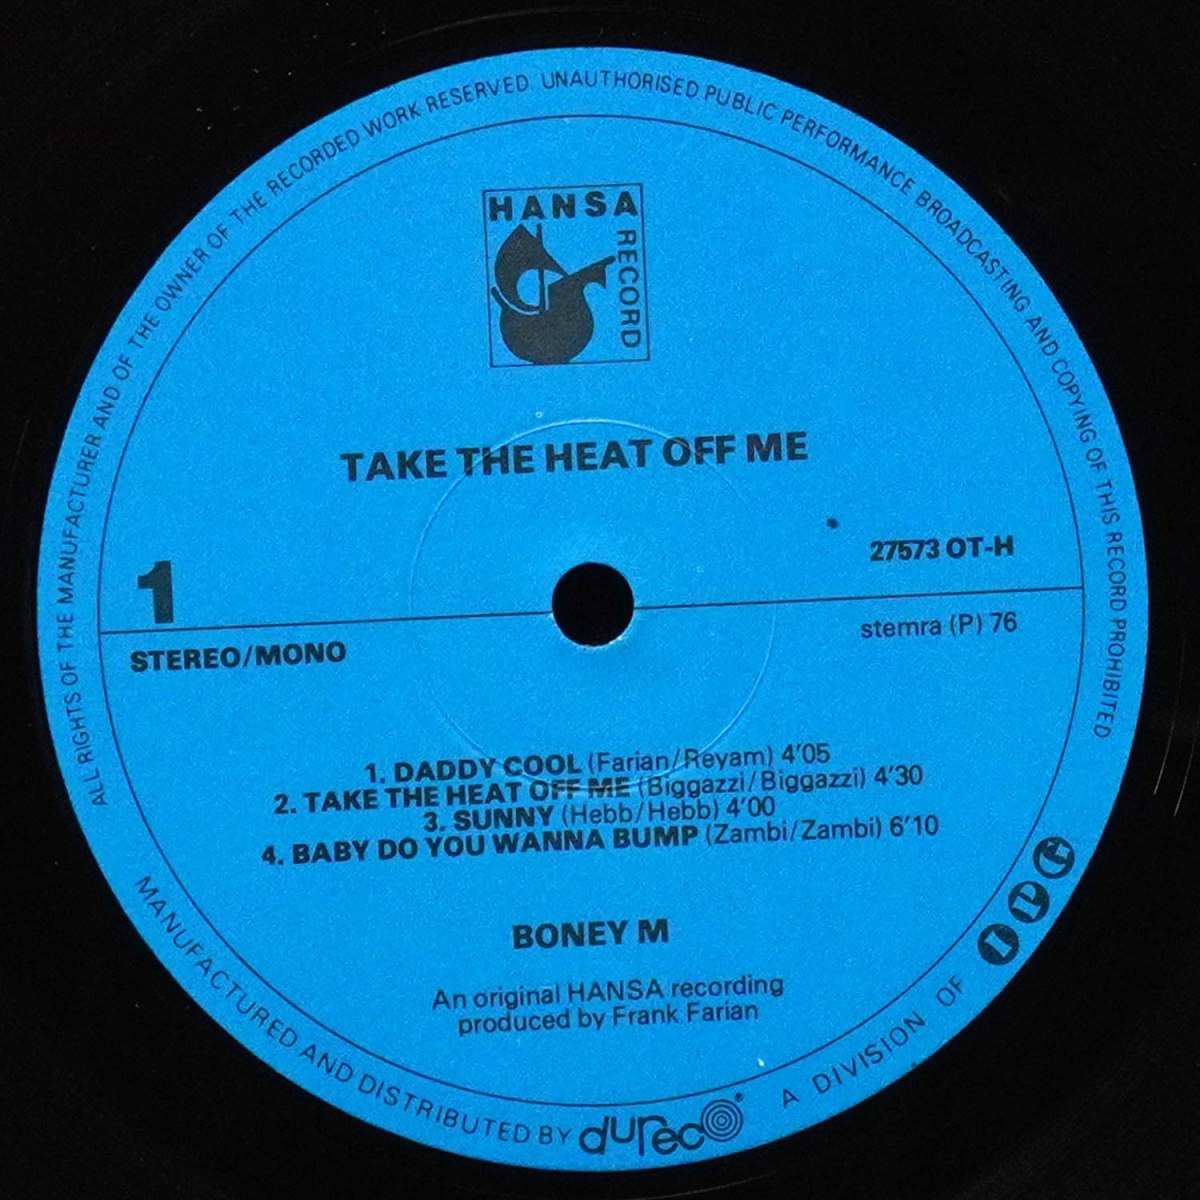 ALL RIGHTS OF THE MANUFACTURER AND OF THE OWNER OF THE RECORDED WORK RESERVED UNAUTHORISED PUBLIC PERFORMANCE BROADCASTING AND COPYING OF THIS RECORD PROHIBITED
HANSA
RECORD
TAKE THE HEAT OFF ME
27573 OT-H
1
STEREO/MONO
stemra (P) 76
1. DADDY COOL (Farian/Reyam) 4'05
2. TAKE THE HEAT OFF ME (Biggazzi/Biggazzi) 4'30
3. SUNNY (Hebb/Hebb) 4'00
4. BABY DO YOU WANNA BUMP (Zambi/Zambi) 6'10
BONEY M
An original HANSA recording
produced by Frank Farian
MANUFACTURED AND DISTRIBUTED BY dureco® A DIVISION OF